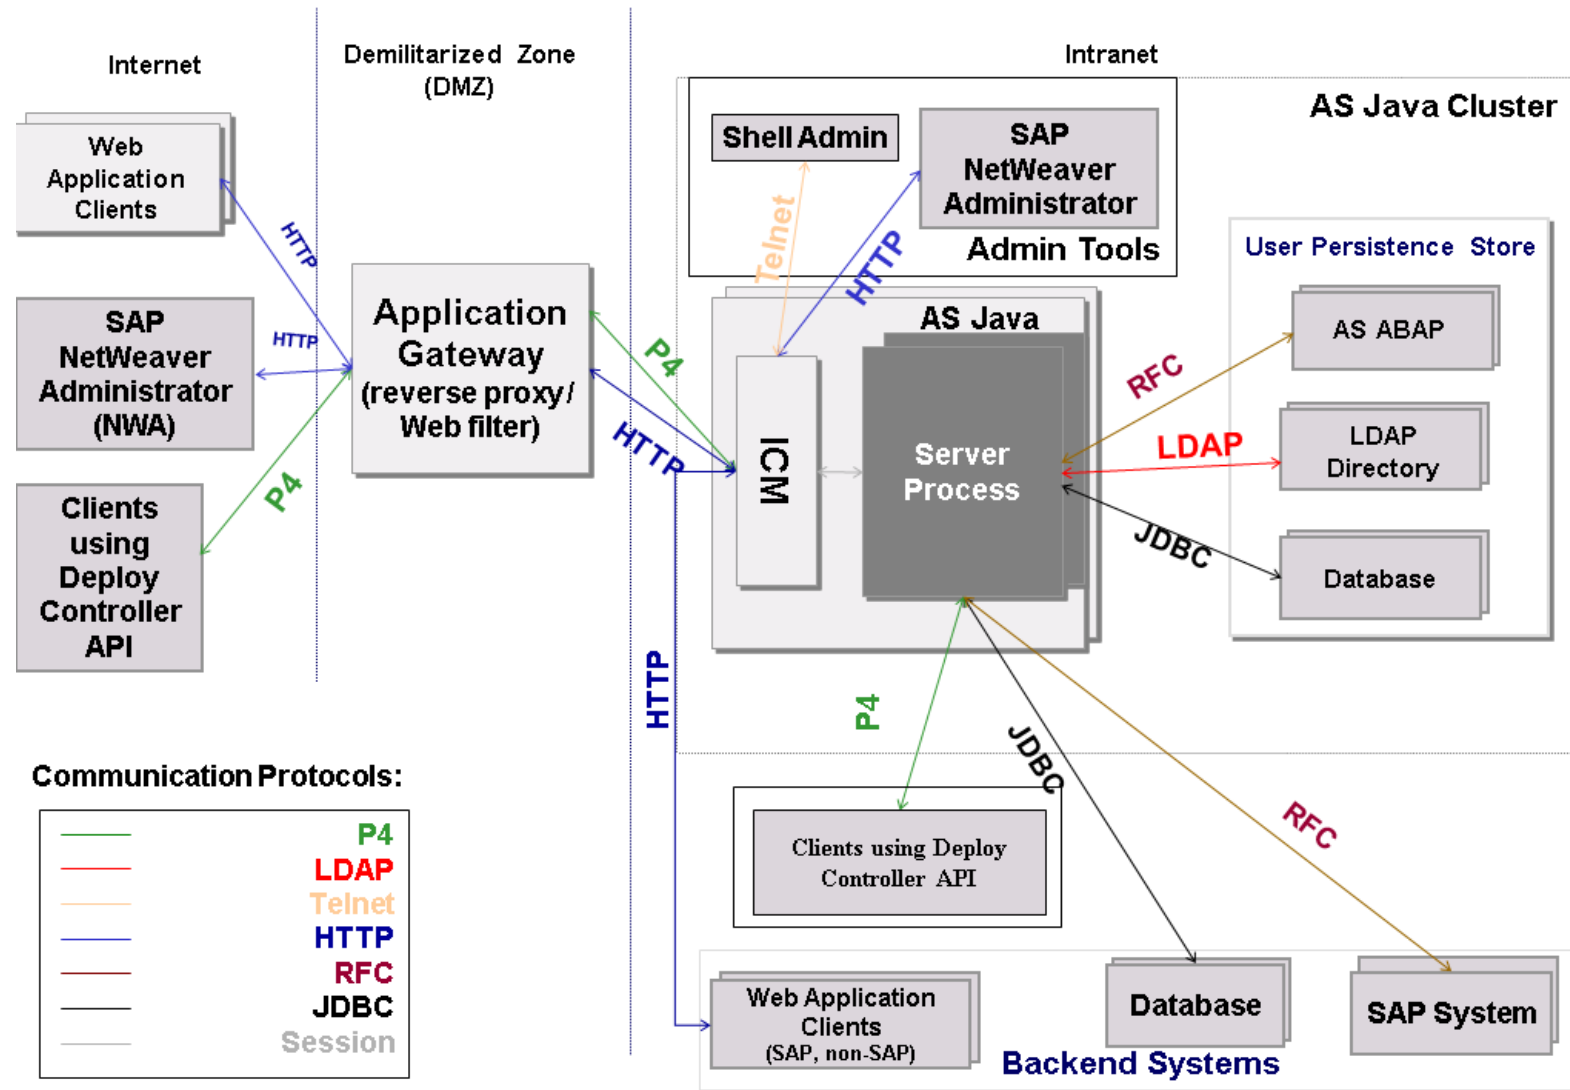 Internet
Demilitarized Zone
(DMZ)
Intranet
AS Java Cluster
Web
Application
Clients
HTTP
SAP
NetWeaver
Administrator
(NWA)
HTTP
Clients
using
Deploy
Controller
API
P4
Application
Gateway
(reverse proxy/
Web filter)
P4
HTTP
Shell Admin
SAP
NetWeaver
Administrator
Admin Tools
Telnet
HTTP
AS Java
ICM
Server
Process
User Persistence Store
AS ABAP
LDAP
Directory
Database
RFC
LDAP
JDBC
HTTP
P4
JDBC
RFC
Clients using Deploy
Controller API
Web Application
Clients
(SAP, non-SAP)
Database
SAP System
Backend Systems
Communication Protocols:
P4
LDAP
Telnet
HTTP
RFC
JDBC
Session